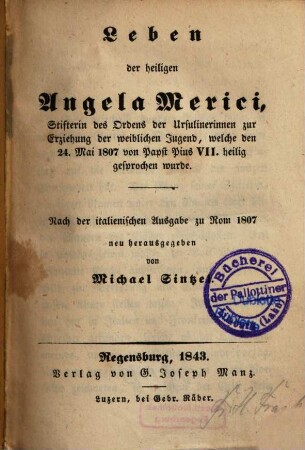 Leben
der heiligen
Angela Merici,
Stifterin des Ordens der Ursulinerinnen zur
Erziehung der weiblichen Jugend, welche den
24. Mai 1807 von Papst Pius VII. heilig
gesprochen wurde.
Nach der italienischen Ausgabe zu Rom 1807
neu herausgegeben
von
Michael Sintzel.
Bücherei
der Pallottiner
(Lahn)
Regensburg, 1843.
Verlag von G. Joseph Manz.
Luzern, bei Gebr. Räber.